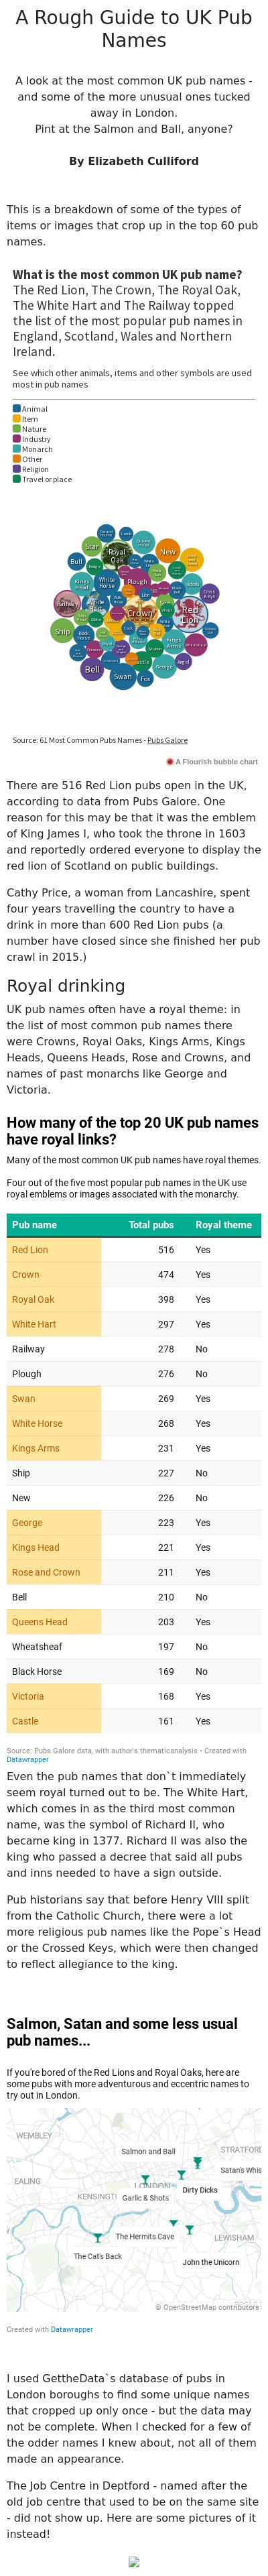 A Rough Guide to UK Pub
Names
A look at the most common UK pub names -
and some of the more unusual ones tucked
away in London.
Pint at the Salmon and Ball, anyone?
By Elizabeth Culliford
This is a breakdown of some of the types of
items or images that crop up in the top 60 pub
names.
What is the most common UK pub name?
The Red Lion, The Crown, The Royal Oak,
The White Hart and The Railway topped
the list of the most popular pub names in
England, Scotland, Wales and Northern
Ireland.
See which other animals, items and other symbols are used
most in pub names
Animal
Item
Nature
Industry
Monarch
Other
Religion
Travel or place
Star
Royal
Oak
New
Bull
White
Horse
Plough
Kings
Head
Cross
Keys
Railway
White
Hart
Crown
Red
Lion
Ship
Black
Horse
Kings
Arms
Bell
Swan
Fox
George
Angel
Source: 61 Most Common Pubs Names - Pubs Galore
A Flourish bubble chart
There are 516 Red Lion pubs open in the UK,
according to data from Pubs Galore. One
reason for this may be that it was the emblem
of King James I, who took the throne in 1603
and reportedly ordered everyone to display the
red lion of Scotland on public buildings.
Cathy Price, a woman from Lancashire, spent
four years travelling the country to have a
drink in more than 600 Red Lion pubs (a
number have closed since she finished her pub
crawl in 2015.)
Royal drinking
UK pub names often have a royal theme: in
the list of most common pub names there
were Crowns, Royal Oaks, Kings Arms, Kings
Heads, Queens Heads, Rose and Crowns, and
names of past monarchs like George and
Victoria.
How many of the top 20 UK pub names
have royal links?
Many of the most common UK pub names have royal themes.
Four out of the five most popular pub names in the UK use
royal emblems or images associated with the monarchy.
Pub name Total pubs Royal theme
Red Lion 516 Yes
Crown 474 Yes
Royal Oak 398 Yes
White Hart 297 Yes
Railway 278 No
Plough 276 No
Swan 269 Yes
White Horse 268 Yes
Kings Arms 231 Yes
Ship 227 No
New 226 No
George 223 Yes
Kings Head 221 Yes
Rose and Crown 211 Yes
Bell 210 No
Queens Head 203 Yes
Wheatsheaf 197 No
Black Horse 169 No
Victoria 168 Yes
Castle 161 Yes
Source: Pubs Galore data, with author's thematicanalysis • Created with
Datawrapper
Even the pub names that don`t immediately
seem royal turned out to be. The White Hart,
which comes in as the third most common
name, was the symbol of Richard II, who
became king in 1377. Richard II was also the
king who passed a decree that said all pubs
and inns needed to have a sign outside.
Pub historians say that before Henry VIII split
from the Catholic Church, there were a lot
more religious pub names like the Pope`s Head
or the Crossed Keys, which were then changed
to reflect allegiance to the king.
Salmon, Satan and some less usual
pub names...
If you're bored of the Red Lions and Royal Oaks, here are
some pubs with more adventurous and eccentric names to
try out in London.
WEMBLEY
Salmon and Ball
STRATFORD
EALING
Satan's Whis
LONDON
Dirty Dicks
KENSINGT
Garlic & Shots
The Hermits Cave
LEWISHAM
The Cat's Back
John the Unicorn
© OpenStreetMap contributors
Created with Datawrapper
I used GettheData`s database of pubs in
London boroughs to find some unique names
that cropped up only once - but the data may
not be complete. When I checked for a few of
the odder names I knew about, not all of them
made an appearance.
The Job Centre in Deptford - named after the
old job centre that used to be on the same site
- did not show up. Here are some pictures of it
instead!